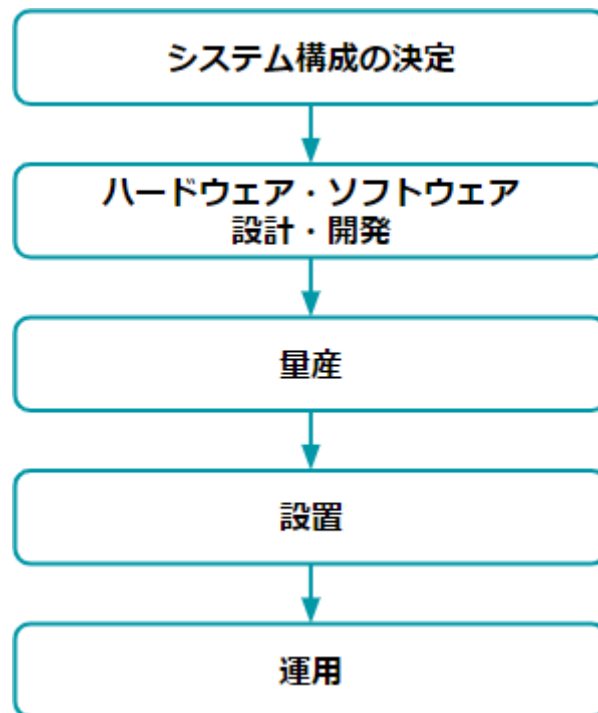 システム構成の決定
ハードウェア・ソフトウェア
設計・開発
量産
設置
運用